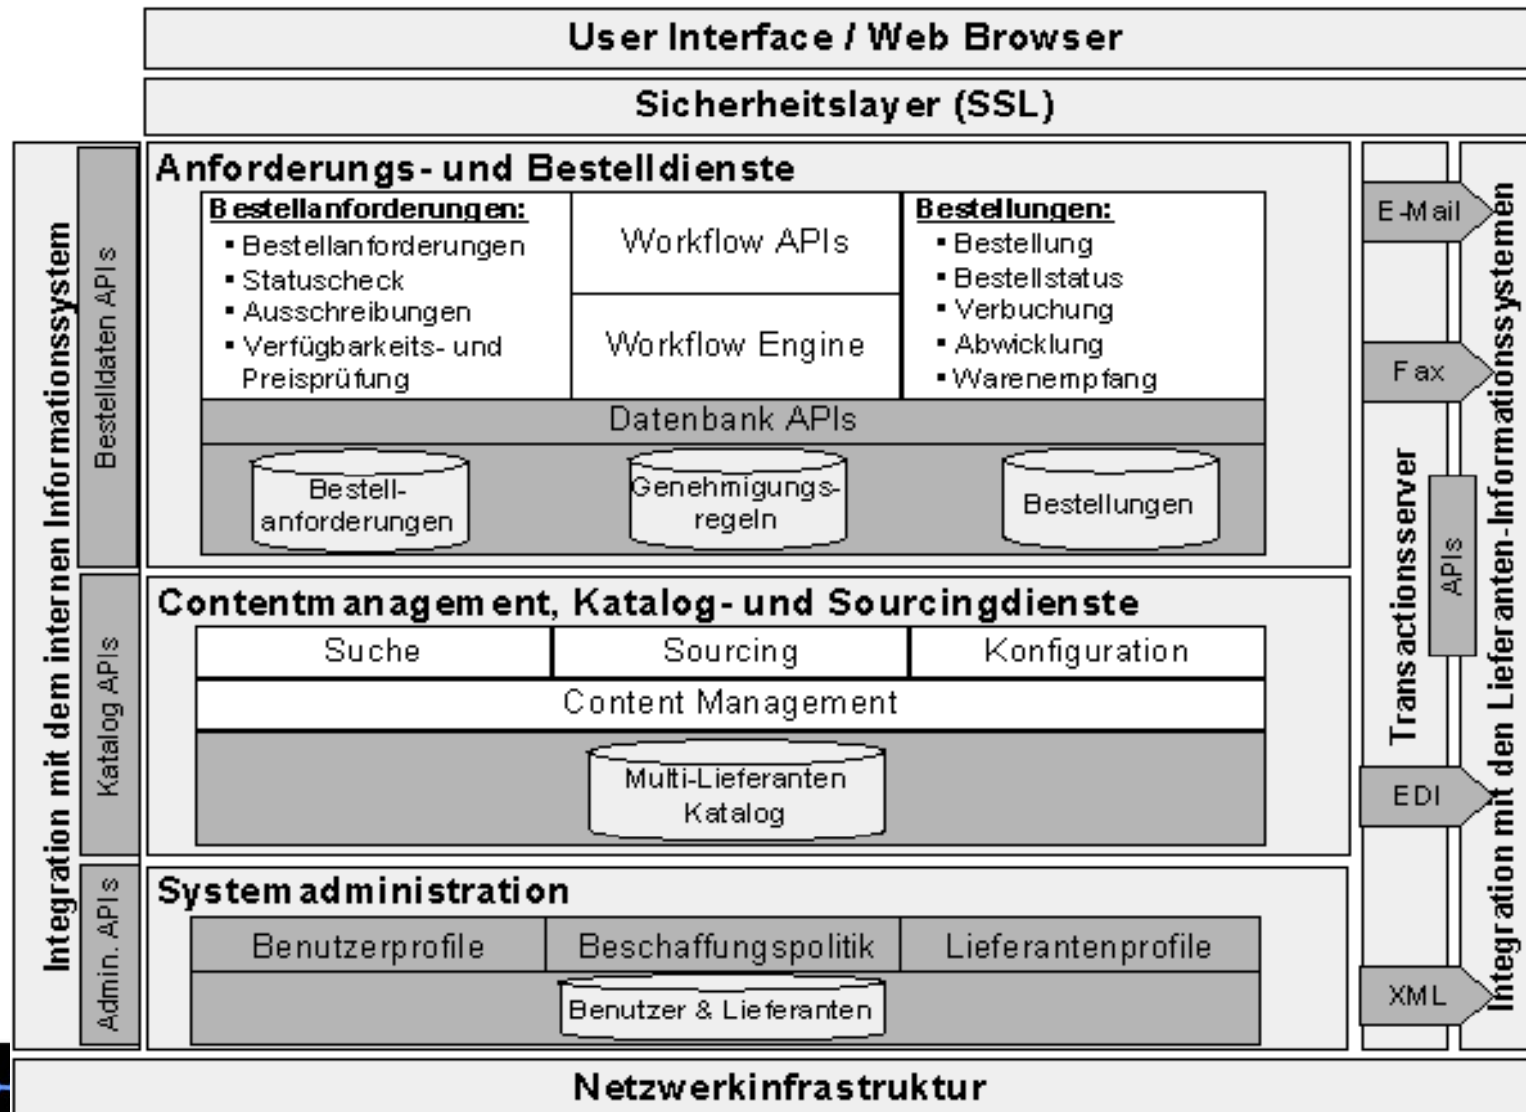 User Interface / Web Browser
Sicherheitslayer (SSL)
Integration mit dem internen Informationssystem
Bestelldaten APIs
Katalog APIs
Admin. APIs
Anforderungs- und Bestelldienste
Bestellanforderungen:
▪ Bestellanforderungen
▪ Statuscheck
▪ Ausschreibungen
▪ Verfügbarkeits- und
Preisprüfung
Workflow APIs
Workflow Engine
Bestellungen:
▪ Bestellung
▪ Bestellstatus
▪ Verbuchung
▪ Abwicklung
▪ Warenempfang
Datenbank APIs
Bestell-
anforderungen
Genehmigungs-
regeln
Bestellungen
Contentmanagement, Katalog- und Sourcingdienste
Suche
Sourcing
Konfiguration
Content Management
Multi-Lieferanten
Katalog
Systemadministration
Benutzerprofile
Beschaffungspolitik
Lieferantenprofile
Benutzer & Lieferanten
E-Mail
Fax
Transactionsserver
APIs
EDI
XML
Integration mit den Lieferanten-Informationssystemen
Netzwerkinfrastruktur